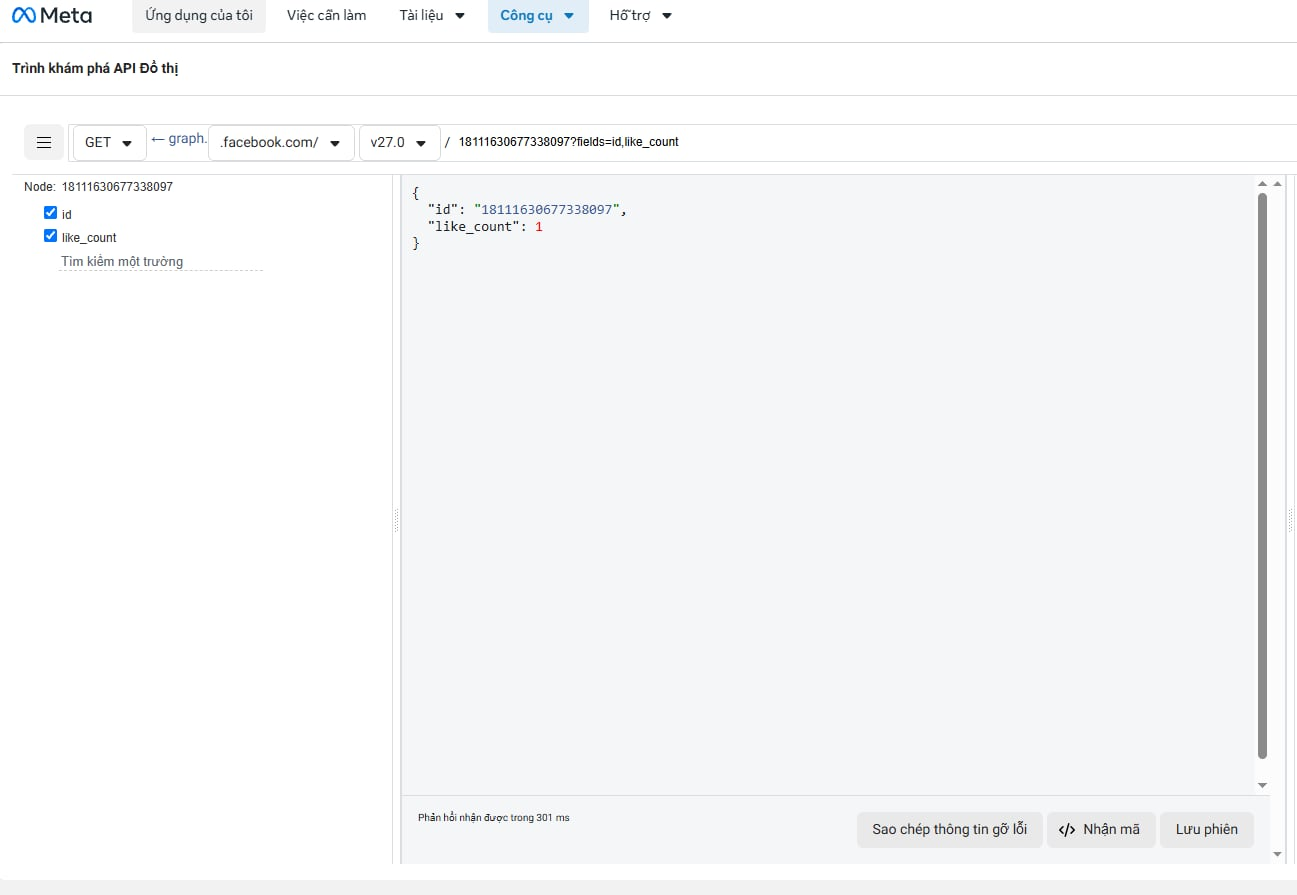 Meta Ứng dụng của tôi Việc cần làm Tài liệu Công cụ Hỗ trợ
Trình khám phá API Đồ thị
GET ← graph. .facebook.com/ v27.0 / 18111630677338097?fields=id,like_count
Node: 18111630677338097
id
like_count
Tìm kiếm một trường
{
"id": "18111630677338097",
"like_count": 1
}
Phản hồi nhận được trong 301 ms
Sao chép thông tin gỡ lỗi </> Nhận mã Lưu phiên